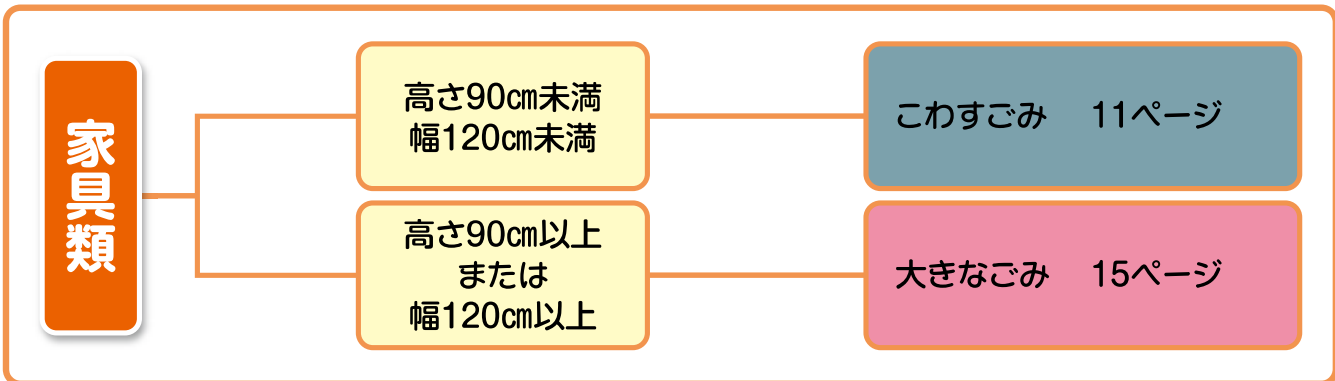 家具類
高さ90㎝未満
幅120㎝未満
こわすごみ　11ページ
高さ90㎝以上
または
幅120㎝以上
大きなごみ　15ページ